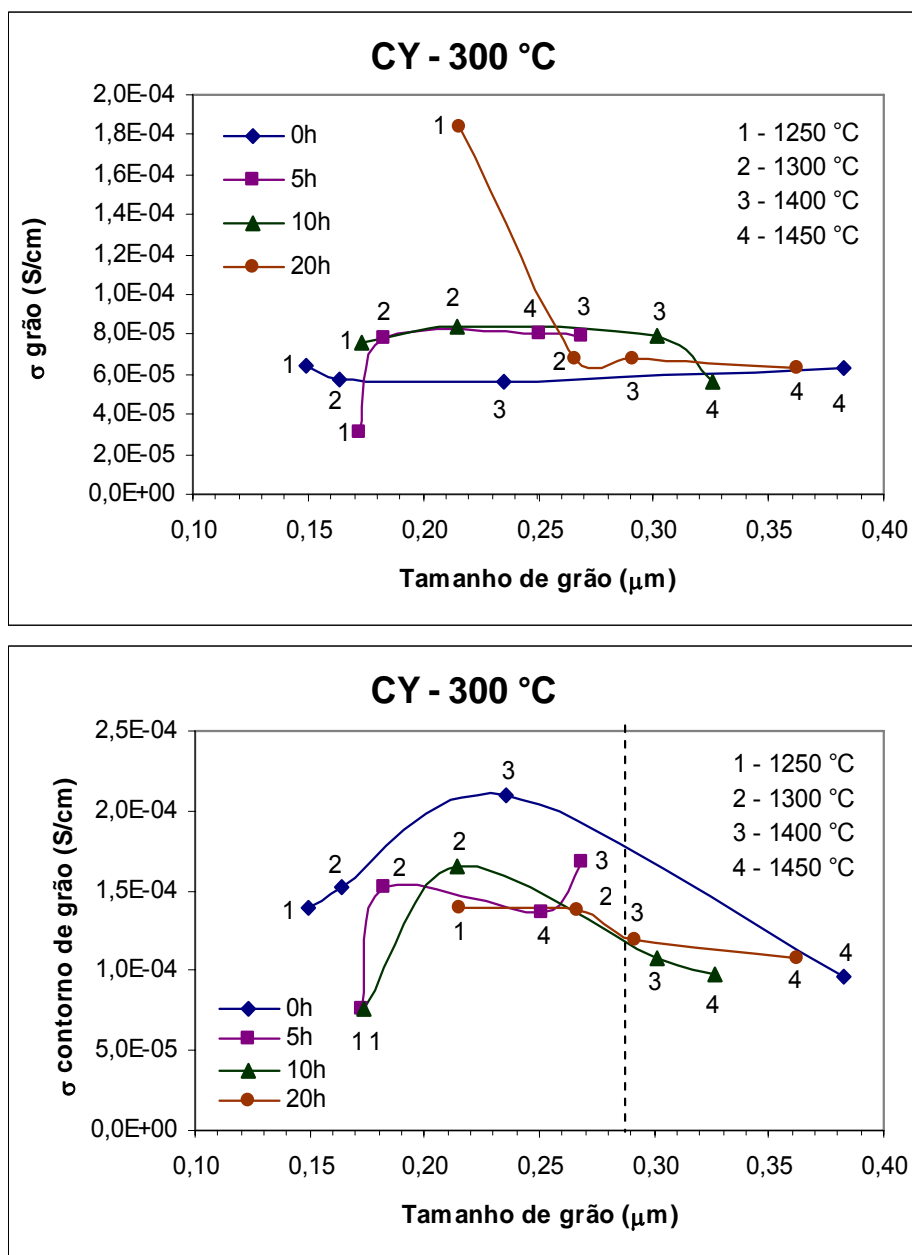 CY - 300 °C
2,0E-04
1,8E-04
1,6E-04
1,4E-04
1,2E-04
1,0E-04
8,0E-05
6,0E-05
4,0E-05
2,0E-05
0,0E+00
σ grão (S/cm)
0h
5h
10h
20h
1 - 1250 °C
2 - 1300 °C
3 - 1400 °C
4 - 1450 °C
1
2
2
4
3
3
1
1
2
2
3
3
4
4
4
1
0,10
0,15
0,20
0,25
0,30
0,35
0,40
Tamanho de grão (μm)
CY - 300 °C
2,5E-04
2,0E-04
1,5E-04
1,0E-04
5,0E-05
0,0E+00
σ contorno de grão (S/cm)
1 - 1250 °C
2 - 1300 °C
3 - 1400 °C
4 - 1450 °C
3
2
2
2
3
1
1
4
2
3
3
4
4
4
1 1
0h
5h
10h
20h
0,10
0,15
0,20
0,25
0,30
0,35
0,40
Tamanho de grão (μm)